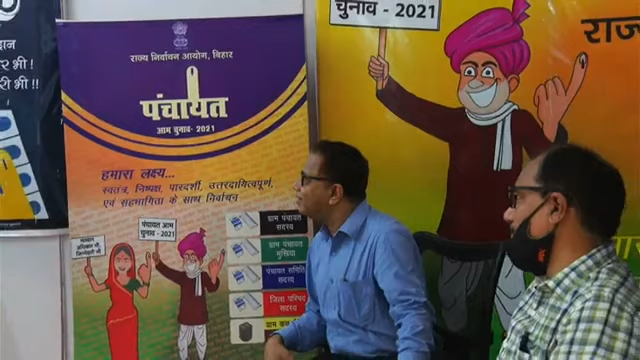 चुनाव - 2021
राज्य
राज्य निर्वाचन आयोग, बिहार
पंचायत
आम चुनाव- 2021
हमारा लक्ष्य...
स्वतंत्र, निष्पक्ष, पारदर्शी, उत्तरदायित्वपूर्ण,
एवं सहभागिता के साथ निर्वाचन
पंचायत आम
चुनाव -2021
ग्राम पंचायत
सदस्य
ग्राम पंचायत
मुखिया
पंचायत समिति
सदस्य
जिला परिषद
सदस्य
भी !
री भी !!